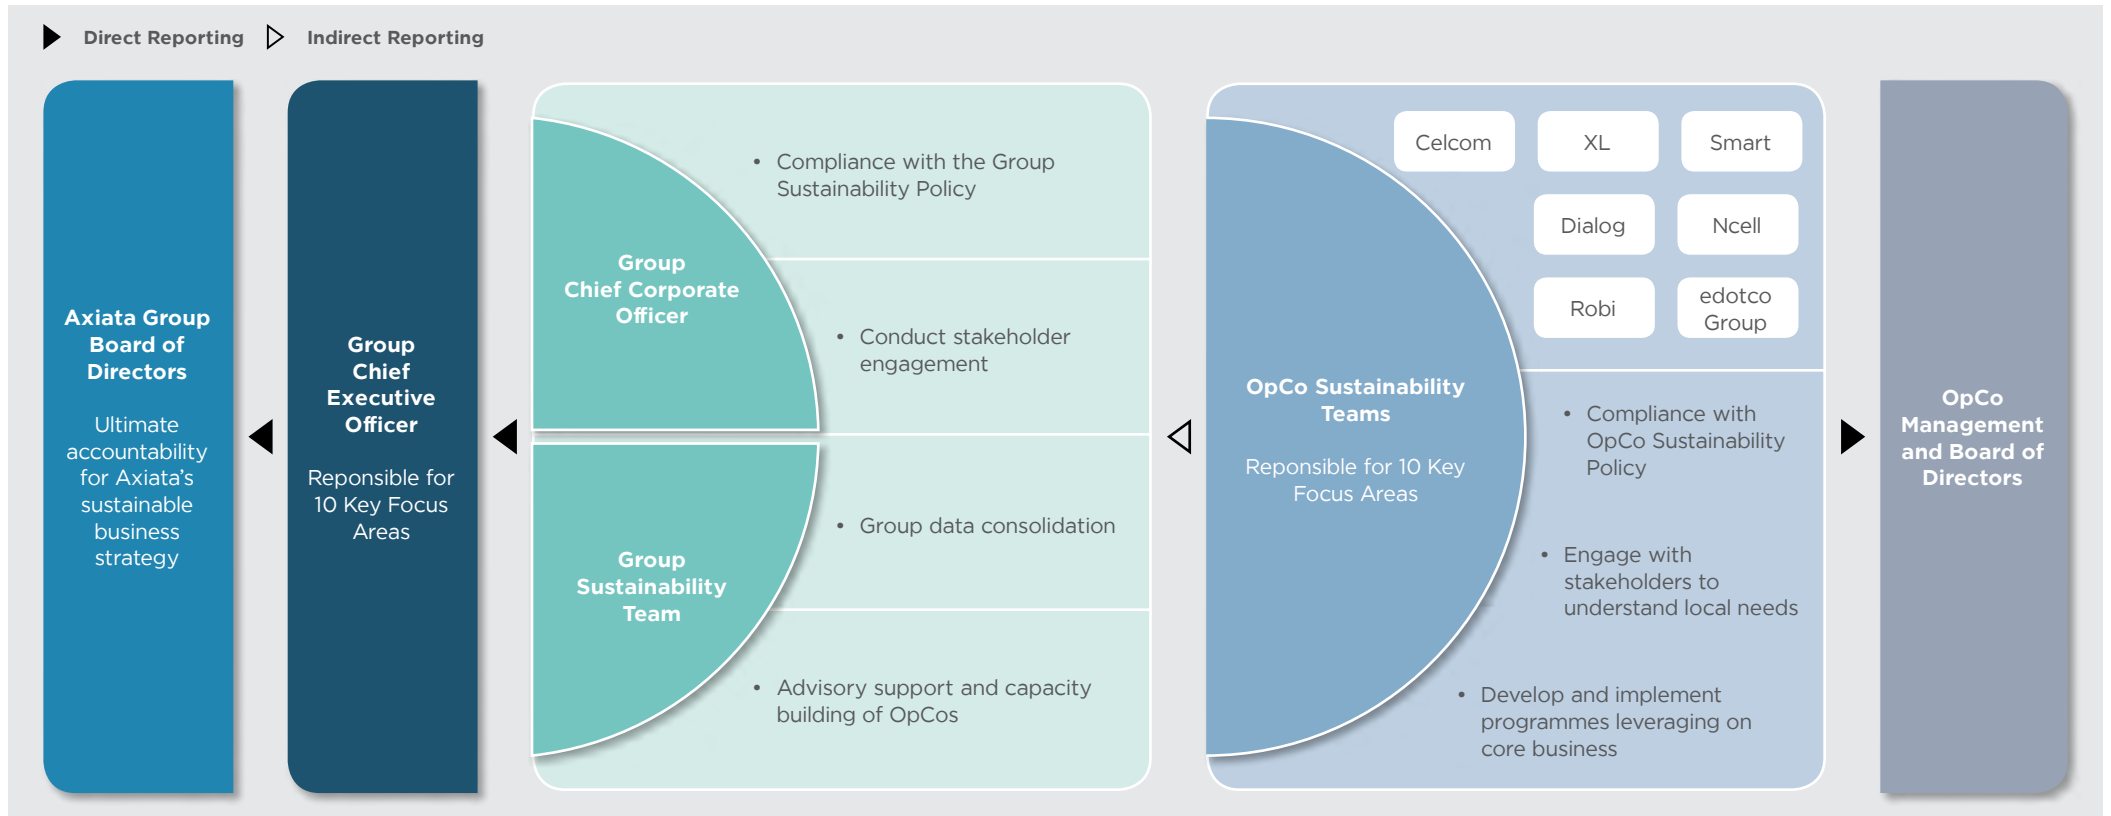 Direct Reporting
Indirect Reporting
Axiata Group
Board of
Directors
Ultimate
accountability
for Axiata's
sustainable
business
strategy
Group
Chief
Executive
Officer
Reponsible for
10 Key Focus
Areas
Group
Chief Corporate
Officer
Group
Sustainability
Team
• Compliance with the Group
Sustainability Policy
• Conduct stakeholder
engagement
• Group data consolidation
• Advisory support and capacity
building of OpCos
OpCo Sustainability
Teams
Reponsible for 10 Key
Focus Areas
Celcom
XL
Smart
Dialog
Ncell
Robi
edotco
Group
• Compliance with
OpCo Sustainability
Policy
• Engage with
stakeholders to
understand local needs
• Develop and implement
programmes leveraging on
core business
OpCo
Management
and Board of
Directors